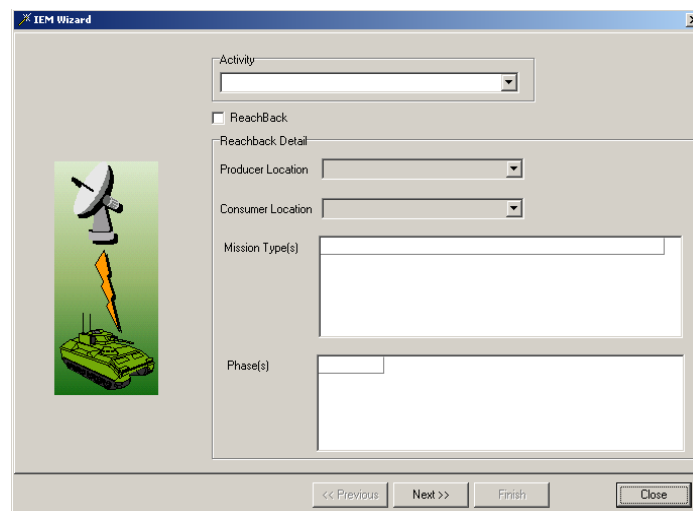 IEM Wizard
Activity
ReachBack
Reachback Detail
Producer Location
Consumer Location
Mission Type(s)
Phase(s)
<< Previous Next >> Finish Close